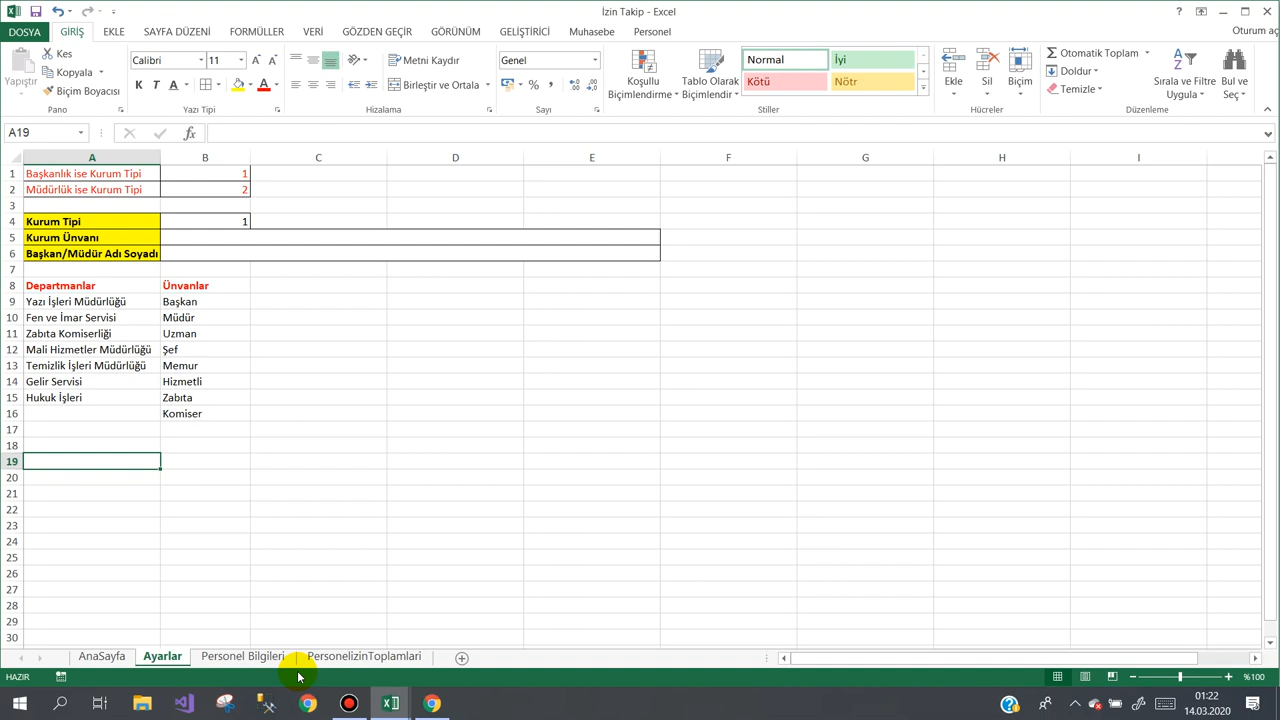 İzin Takip - Excel
DOSYA GİRİŞ EKLE SAYFA DÜZENİ FORMÜLLER VERİ GÖZDEN GEÇİR GÖRÜNÜM GELİŞTİRİCİ Muhasebe Personel Oturum aç
Yapıştır
Kes
Kopyala
Biçim Boyacısı
Pano
Calibri 11
K T A
Yazı Tipi
Metni Kaydır
Birleştir ve Ortala
Hizalama
Genel
%
Sayı
Koşullu Biçimlendirme
Tablo Olarak Biçimlendir
Normal İyi
Kötü Nötr
Stiller
Ekle Sil Biçim
Hücreler
Otomatik Toplam
Doldur
Temizle
Sırala ve Filtre Uygula
Bul ve Seç
Düzenleme
A19 fx
A B C D E F G H I
1 Başkanlık ise Kurum Tipi 1
2 Müdürlük ise Kurum Tipi 2
3
4 Kurum Tipi 1
5 Kurum Ünvanı
6 Başkan/Müdür Adı Soyadı
7
8 Departmanlar Ünvanlar
9 Yazı İşleri Müdürlüğü Başkan
10 Fen ve İmar Servisi Müdür
11 Zabıta Komiserliği Uzman
12 Mali Hizmetler Müdürlüğü Şef
13 Temizlik İşleri Müdürlüğü Memur
14 Gelir Servisi Hizmetli
15 Hukuk İşleri Zabıta
16 Komiser
17
18
19
20
21
22
23
24
25
26
27
28
29
30
AnaSayfa Ayarlar Personel Bilgileri PersonelizinToplamlari
HAZIR %100
01:22
14.03.2020